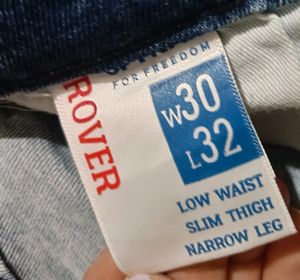 FOR FREEDOM
ROVER
W30
L32
LOW WAIST
SLIM THIGH
NARROW LEG